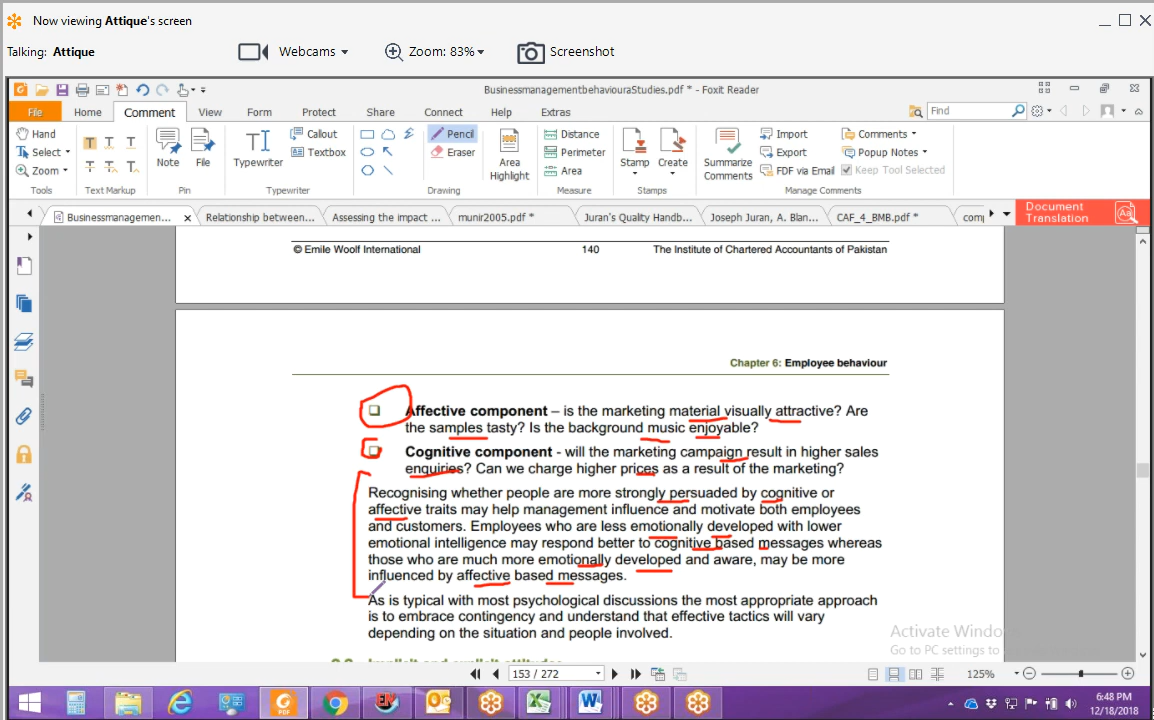 Now viewing Attique's screen
Talking: Attique
Webcams
Zoom: 83%
Screenshot
BusinessmanagementbehaviouraStudies.pdf * - Foxit Reader
File Home Comment View Form Protect Share Connect Help Extras
Find
Hand
Select
Zoom
Tools
Text Markup
Note
File
Pin
Typewriter
Callout
Textbox
Typewriter
Pencil
Eraser
Area
Highlight
Drawing
Distance
Perimeter
Area
Measure
Stamp
Create
Stamps
Summarize
Comments
Import
Export
FDF via Email
Comments
Popup Notes
Keep Tool Selected
Manage Comments
Businessmanagemen... Relationship between... Assessing the impact ... munir2005.pdf * Juran's Quality Handb... Joseph Juran, A. Blan... CAF_4_BMB.pdf *
Document
Translation
© Emile Woolf International 140 The Institute of Chartered Accountants of Pakistan
Chapter 6: Employee behaviour
Affective component – is the marketing material visually attractive? Are
the samples tasty? Is the background music enjoyable?
Cognitive component - will the marketing campaign result in higher sales
enquiries? Can we charge higher prices as a result of the marketing?
Recognising whether people are more strongly persuaded by cognitive or
affective traits may help management influence and motivate both employees
and customers. Employees who are less emotionally developed with lower
emotional intelligence may respond better to cognitive based messages whereas
those who are much more emotionally developed and aware, may be more
influenced by affective based messages.
As is typical with most psychological discussions the most appropriate approach
is to embrace contingency and understand that effective tactics will vary
depending on the situation and people involved.
Activate Windo
Go to PC settings to
153 / 272
125%
6:48 PM
12/18/2018